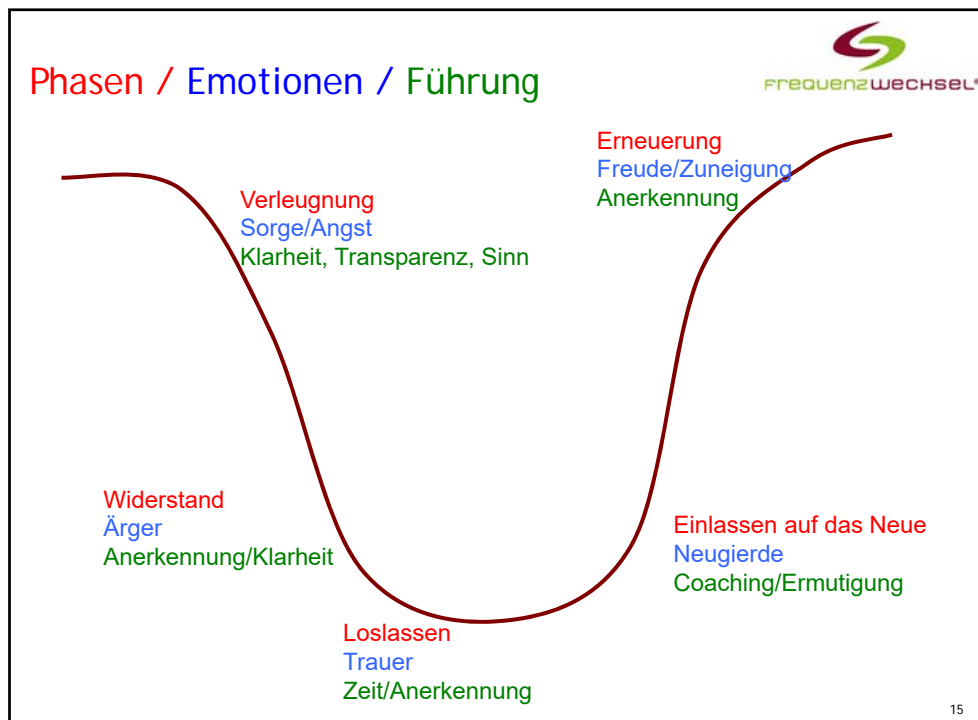 Phasen / Emotionen / Führung
FREQUENZWECHSEL®
Verleugnung
Sorge/Angst
Klarheit, Transparenz, Sinn
Widerstand
Ärger
Anerkennung/Klarheit
Loslassen
Trauer
Zeit/Anerkennung
Einlassen auf das Neue
Neugierde
Coaching/Ermutigung
Erneuerung
Freude/Zuneigung
Anerkennung
15